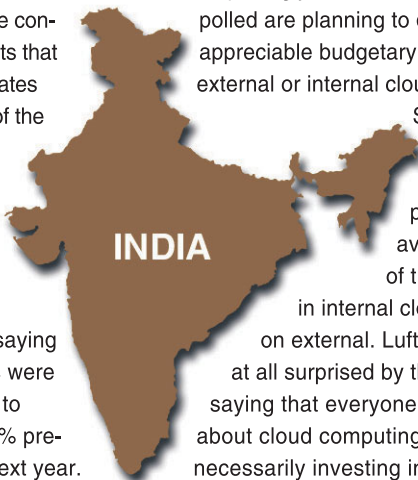 e con-
ts that
ates
of the
saying
were
to
% pre-
ext year.
INDIA
polled are planning to
appreciable budgetary
external or internal clou
S
p
av
of t
in internal cl
on external. Luft
at all surprised by t
saying that everyone
about cloud computing
necessarily investing i